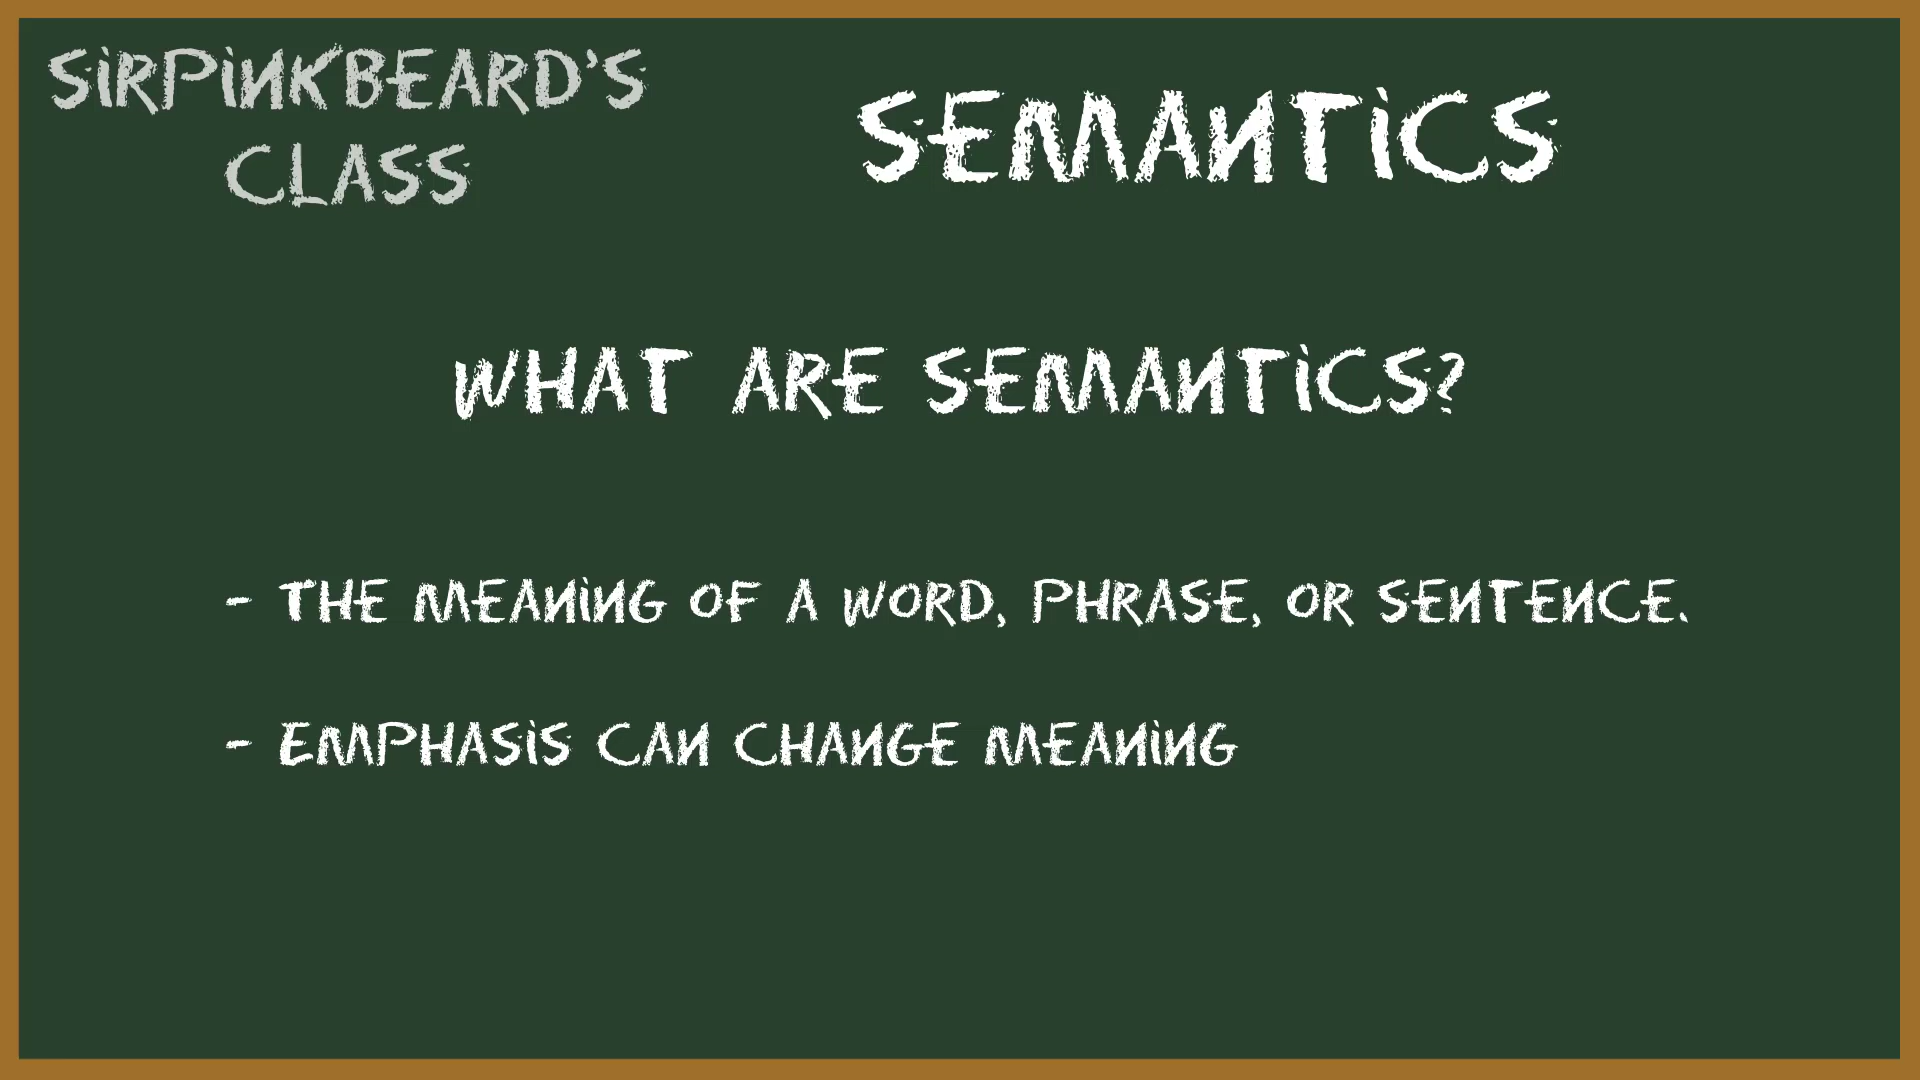 SiRPiNKBEARD'S
CLASS
SEMANTiCS
WHAT ARE SEMANTiCS?
- THE MEANiNG OF A WORD, PHRASE, OR SENTENCE.
- EMPHASiS CAN CHANGE MEANiNG